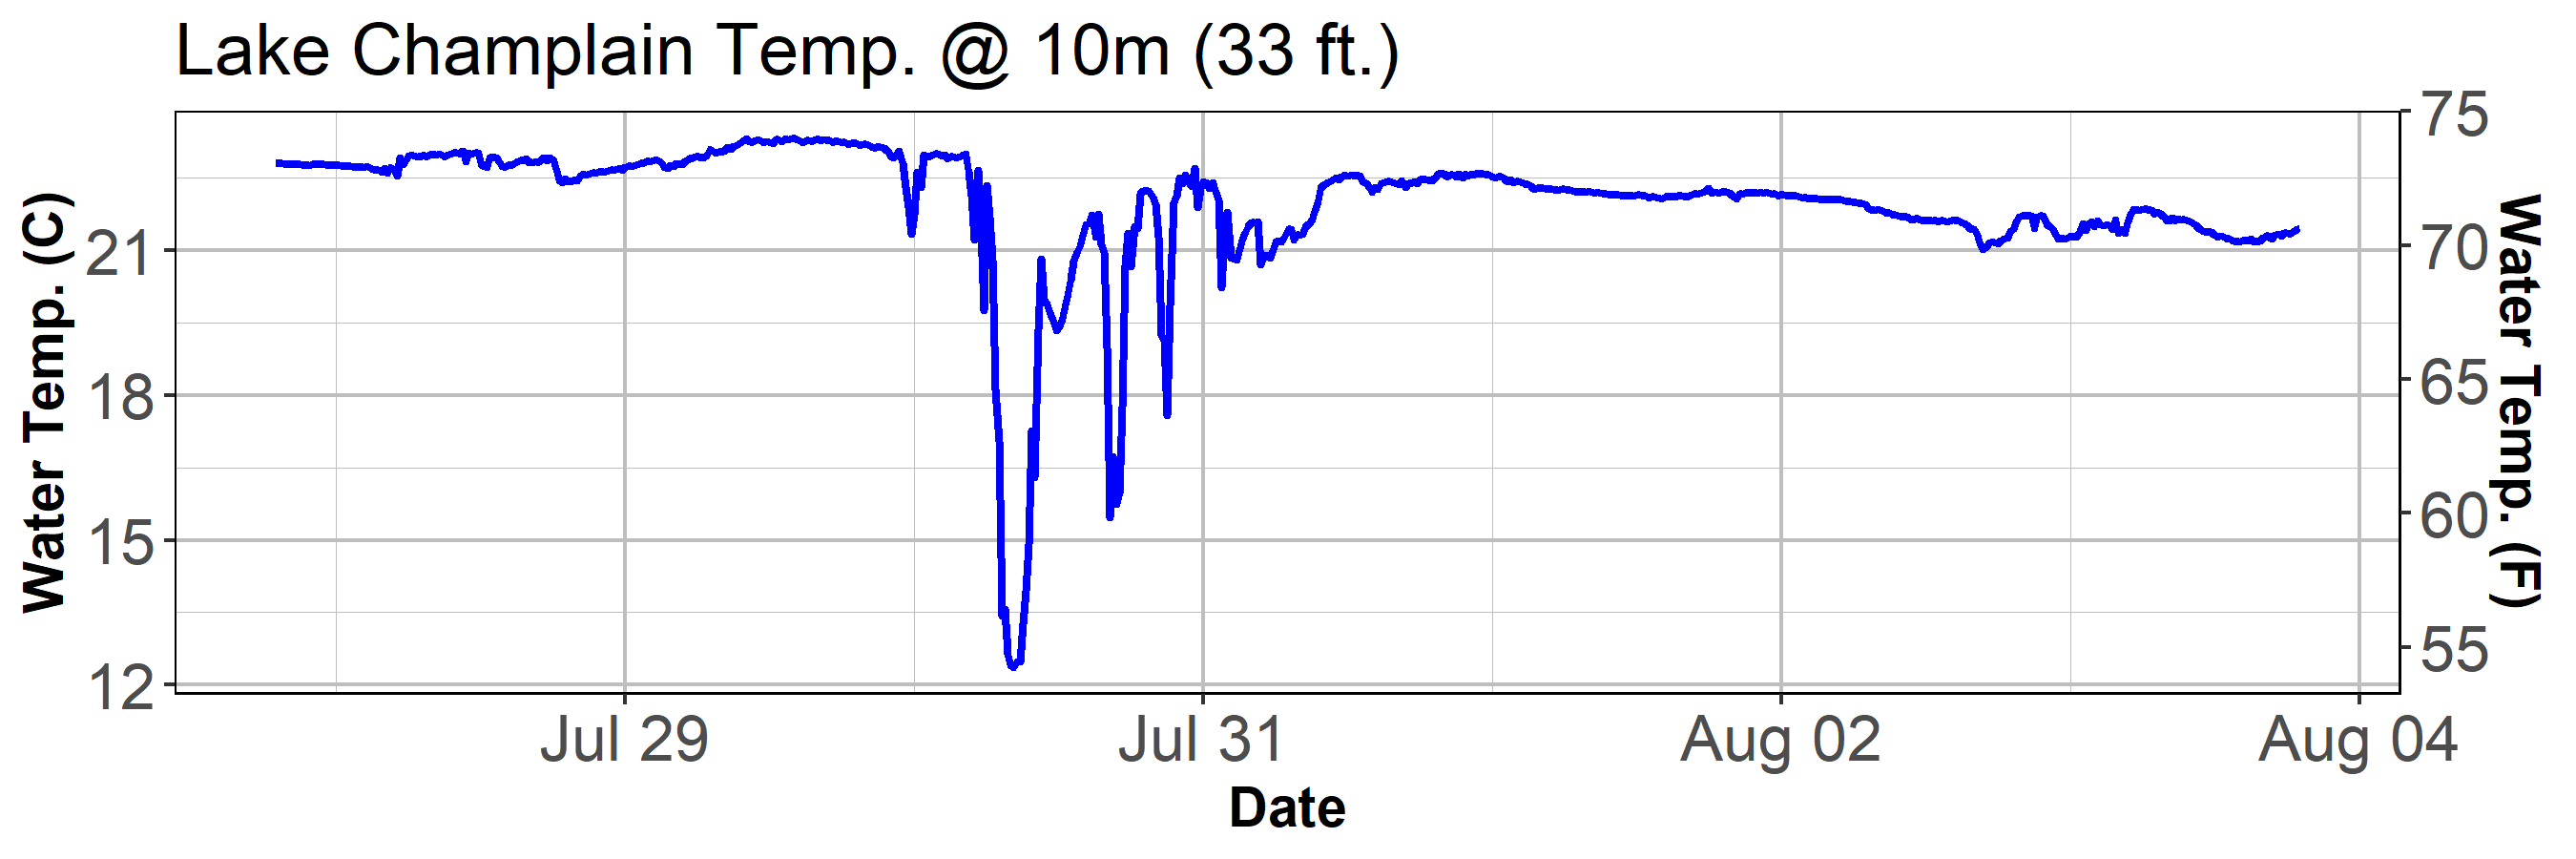 Lake Champlain Temp. @ 10m (33 ft.)
Water Temp. (C)
21
18
15
12
75
70
65
60
55
Water Temp. (F)
Jul 29
Jul 31
Aug 02
Aug 04
Date